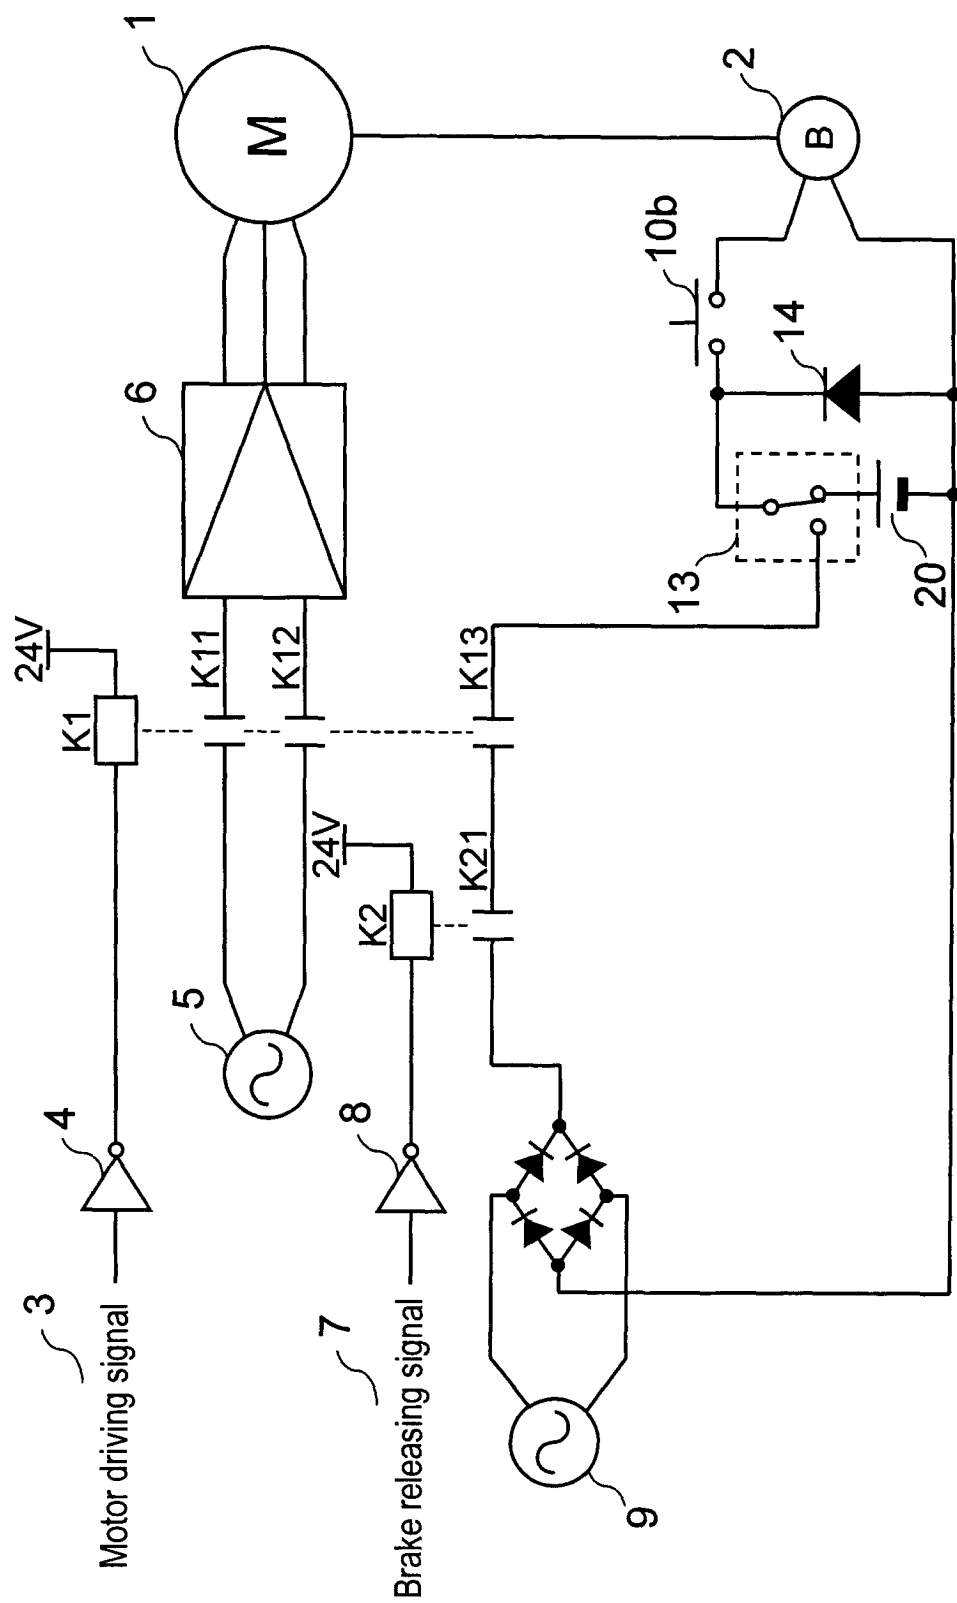 3
Motor driving signal
4
K1
24V
5
K11
K12
6
1
M
7
Brake releasing signal
8
K2
24V
9
K21
K13
13
20
14
10b
2
B